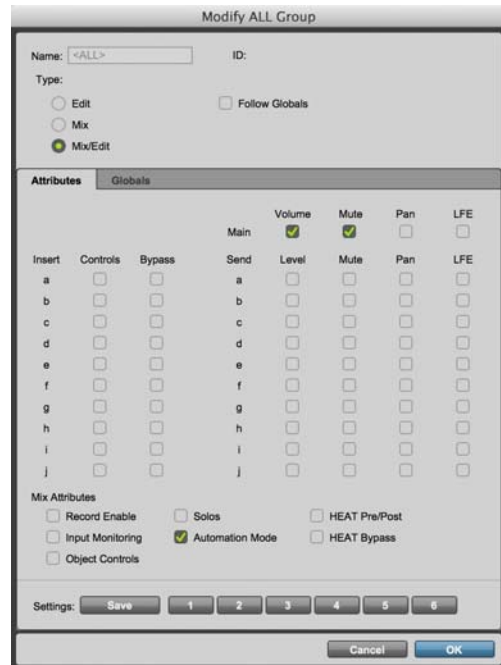 Modify ALL Group
Name: <ALL> ID:
Type:
Edit Follow Globals
Mix
Mix/Edit
Attributes Globals
Volume Mute Pan LFE
Main
Insert Controls Bypass Send Level Mute Pan LFE
a a
b b
c c
d d
e e
f f
g g
h h
i i
j j
Mix Attributes
Record Enable Solos HEAT Pre/Post
Input Monitoring Automation Mode HEAT Bypass
Object Controls
Settings: Save 1 2 3 4 5 6
Cancel OK